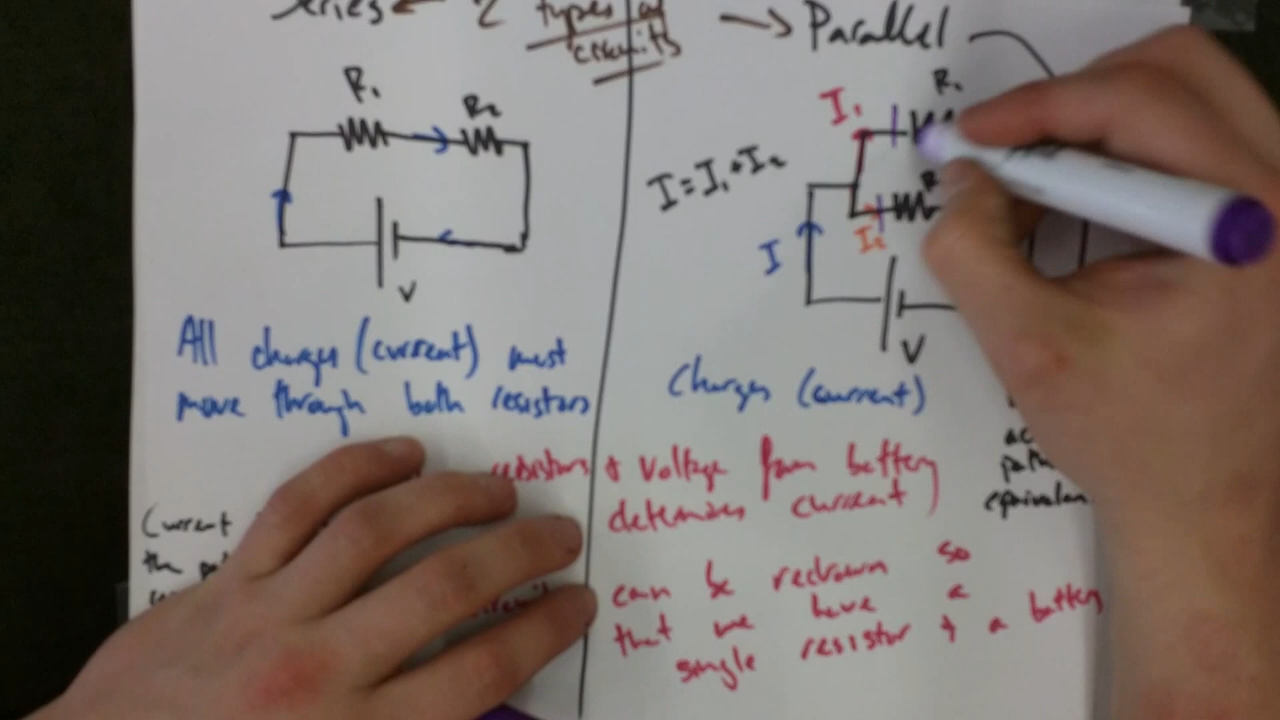 Series ← 2 types of → Parallel
circuits
R₁
R₂
V
All charges (current) must
move through both resistors
Current
the
I = I₁ + I₂
I₁
R₁
R
I₂
I
V
Charges (current)
resistors & voltage from battery
determines current)
can be redrawn so
that we have a
single resistor & a battery